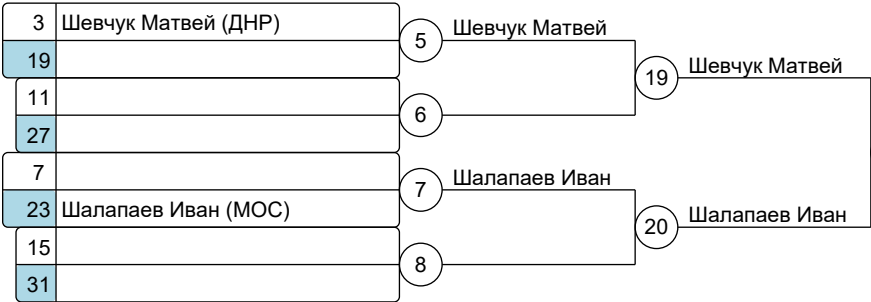 3 Шевчук Матвей (ДНР)
5 Шевчук Матвей
19
19 Шевчук Матвей
11
6
27
7
7 Шалапаев Иван
23 Шалапаев Иван (МОС)
20 Шалапаев Иван
15
8
31